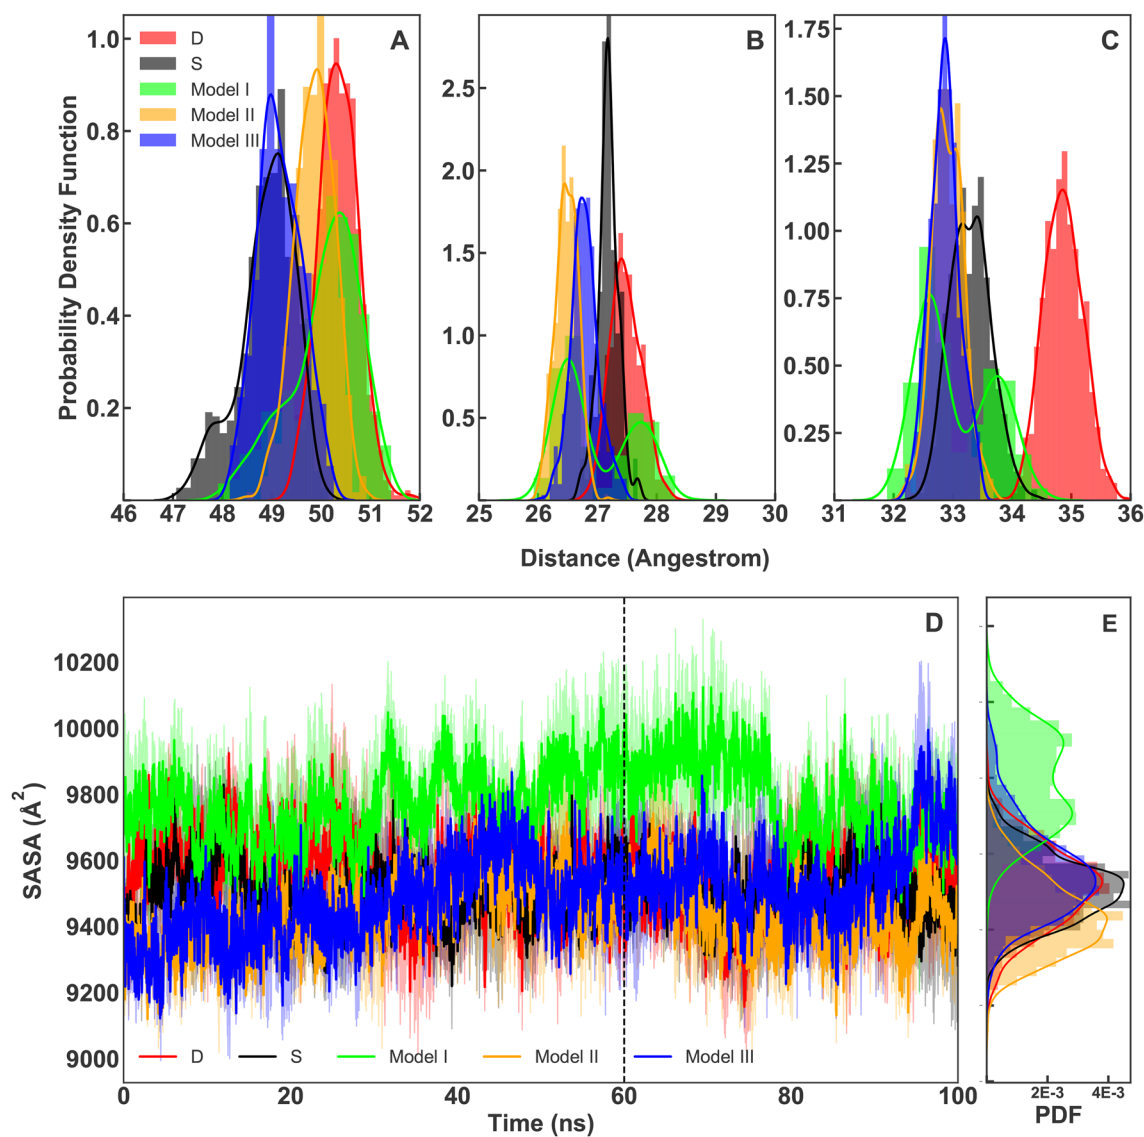 A
B
C
D
S
Model I
Model II
Model III
Probability Density Function
1.0
0.8
0.6
0.4
0.2
46 47 48 49 50 51 52
2.5
2.0
1.5
1.0
0.5
25 26 27 28 29 30
1.75
1.50
1.25
1.00
0.75
0.50
0.25
31 32 33 34 35 36
Distance (Angestrom)
D
E
SASA (Å²)
10200
10000
9800
9600
9400
9200
9000
D S Model I Model II Model III
0 20 40 60 80 100
Time (ns)
2E-3 4E-3
PDF